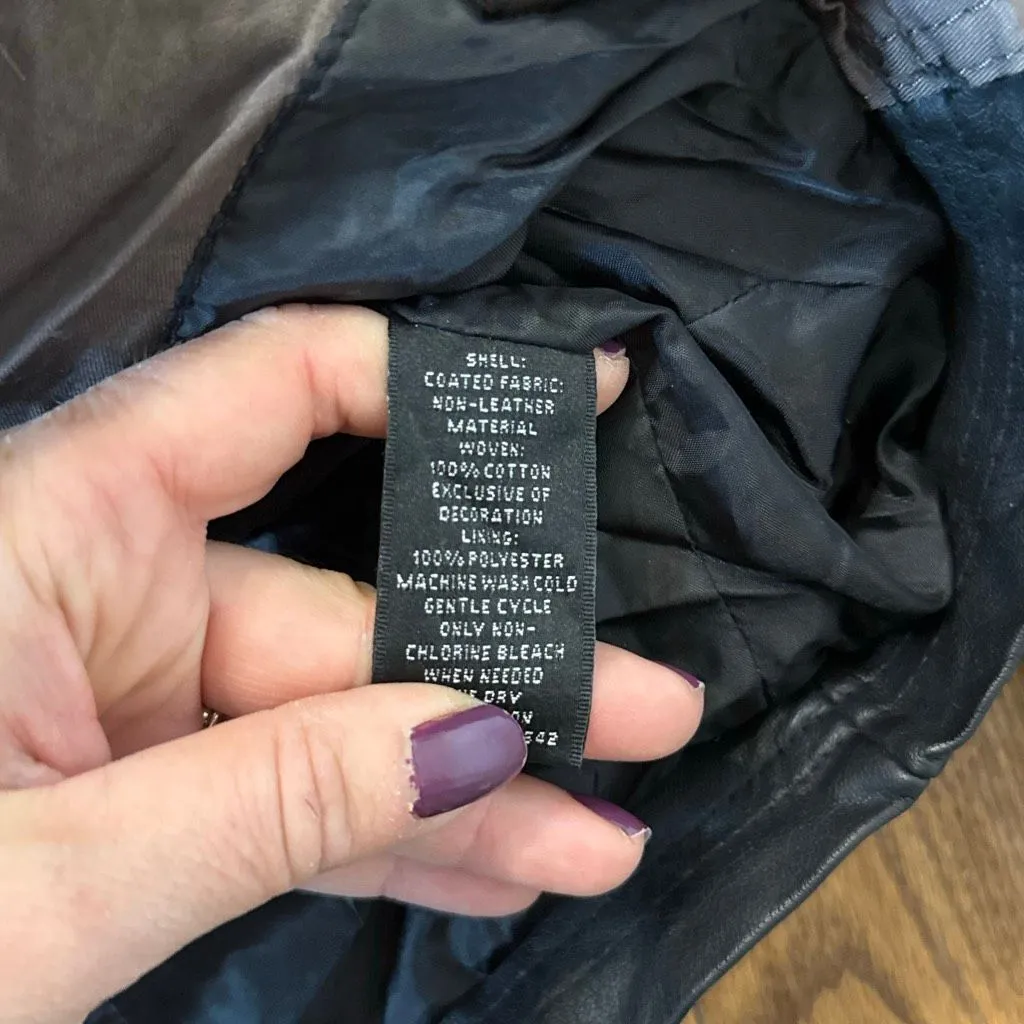 SHELL:
COATED FABRIC:
NON-LEATHER
MATERIAL
WOVEN:
100% COTTON
EXCLUSIVE OF
DECORATION
LINING:
100% POLYESTER
MACHINE WASH COLD
GENTLE CYCLE
ONLY NON-
CHLORINE BLEACH
WHEN NEEDED
DRY